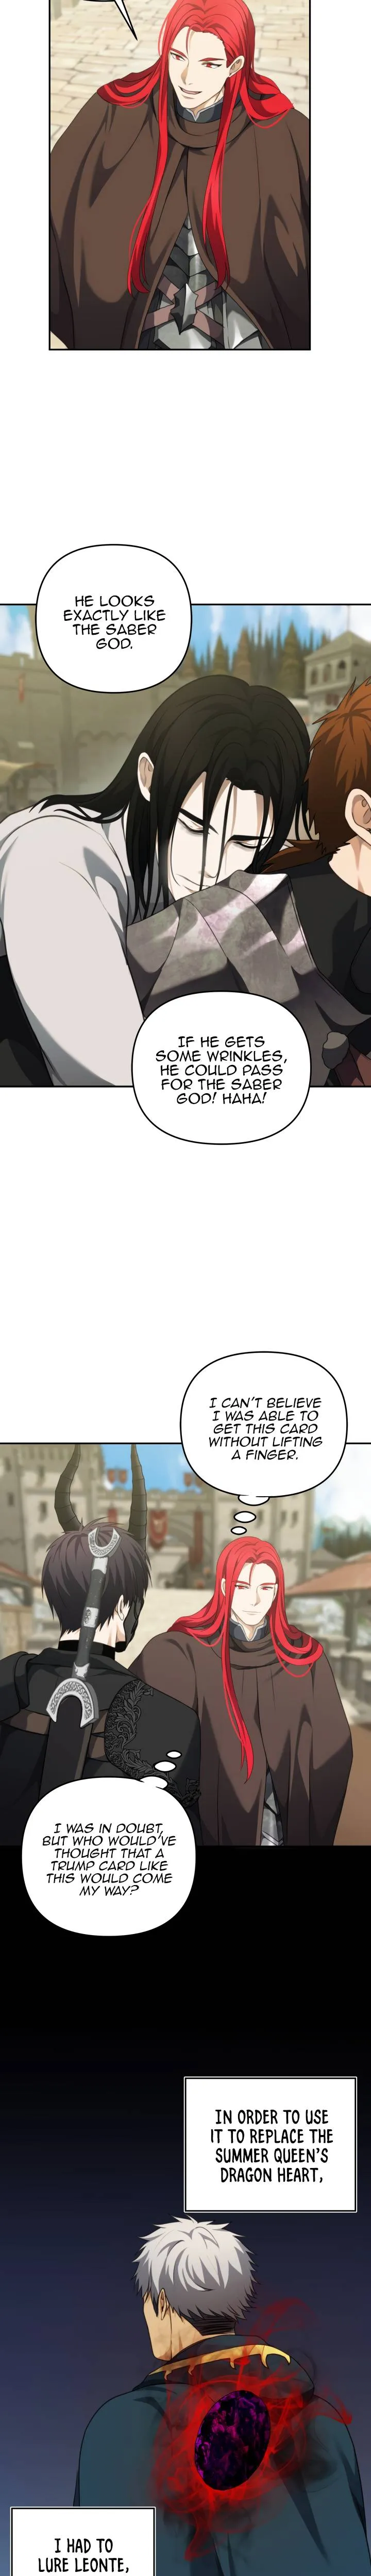 HE LOOKS
EXACTLY LIKE
THE SABER
GOD.
IF HE GETS
SOME WRINKLES,
HE COULD PASS
FOR THE SABER
GOD! HAHA!
I CAN'T BELIEVE
I WAS ABLE TO
GET THIS CARD
WITHOUT LIFTING
A FINGER.
I WAS IN DOUBT,
BUT WHO WOULD'VE
THOUGHT THAT A
TRUMP CARD LIKE
THIS WOULD COME
MY WAY?
IN ORDER TO USE
IT TO REPLACE THE
SUMMER QUEEN'S
DRAGON HEART,
I HAD TO
LURE LEONTE,